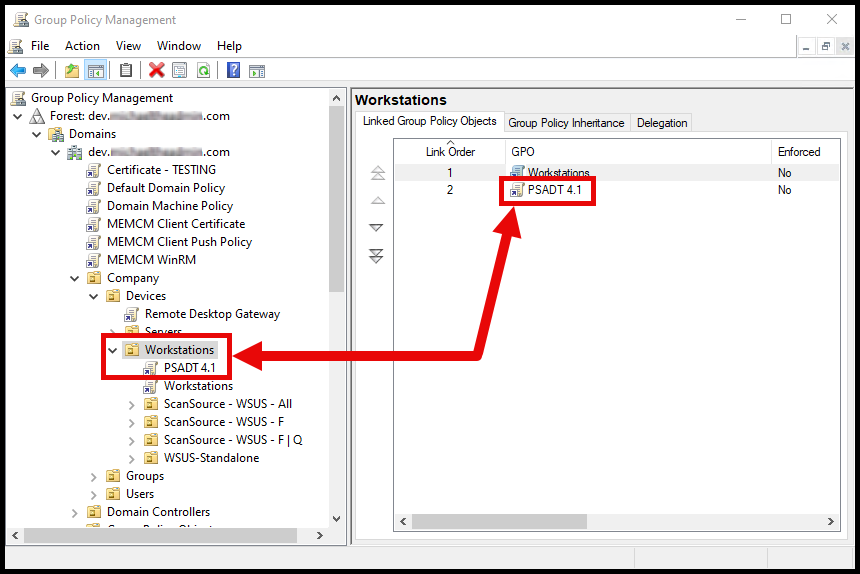 Group Policy Management
File Action View Window Help
Group Policy Management
Forest: dev. .com
Domains
dev. .com
Certificate - TESTING
Default Domain Policy
Domain Machine Policy
MEMCM Client Certificate
MEMCM Client Push Policy
MEMCM WinRM
Company
Devices
Remote Desktop Gateway
Servers
Workstations
PSADT 4.1
Workstations
ScanSource - WSUS - All
ScanSource - WSUS - F
ScanSource - WSUS - F | Q
WSUS-Standalone
Groups
Users
Domain Controllers
Workstations
Linked Group Policy Objects Group Policy Inheritance Delegation
Link Order GPO Enforced
1 Workstations No
2 PSADT 4.1 No